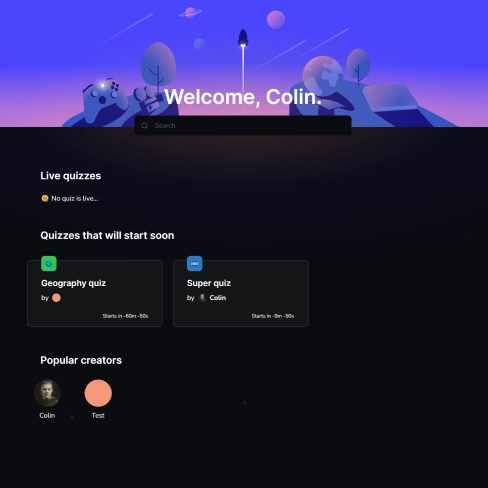 Welcome, Colin.
Search
Live quizzes
😢 No quiz is live...
Quizzes that will start soon
Geography quiz
by
Starts in -60m -50s
Super quiz
by Colin
Starts in -9m -50s
Popular creators
Colin
Test